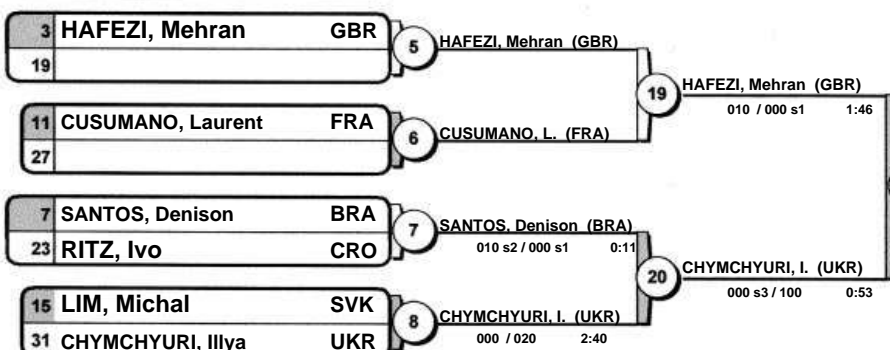 3 HAFEZI, Mehran GBR
19
5
HAFEZI, Mehran (GBR)
19
HAFEZI, Mehran (GBR)
010 / 000 s1 1:46
11 CUSUMANO, Laurent FRA
27
6
CUSUMANO, L. (FRA)
7 SANTOS, Denison BRA
23 RITZ, Ivo CRO
7
SANTOS, Denison (BRA)
010 s2 / 000 s1 0:11
20
CHYMCHYURI, I. (UKR)
000 s3 / 100 0:53
15 LIM, Michal SVK
31 CHYMCHYURI, Illya UKR
8
CHYMCHYURI, I. (UKR)
000 / 020 2:40